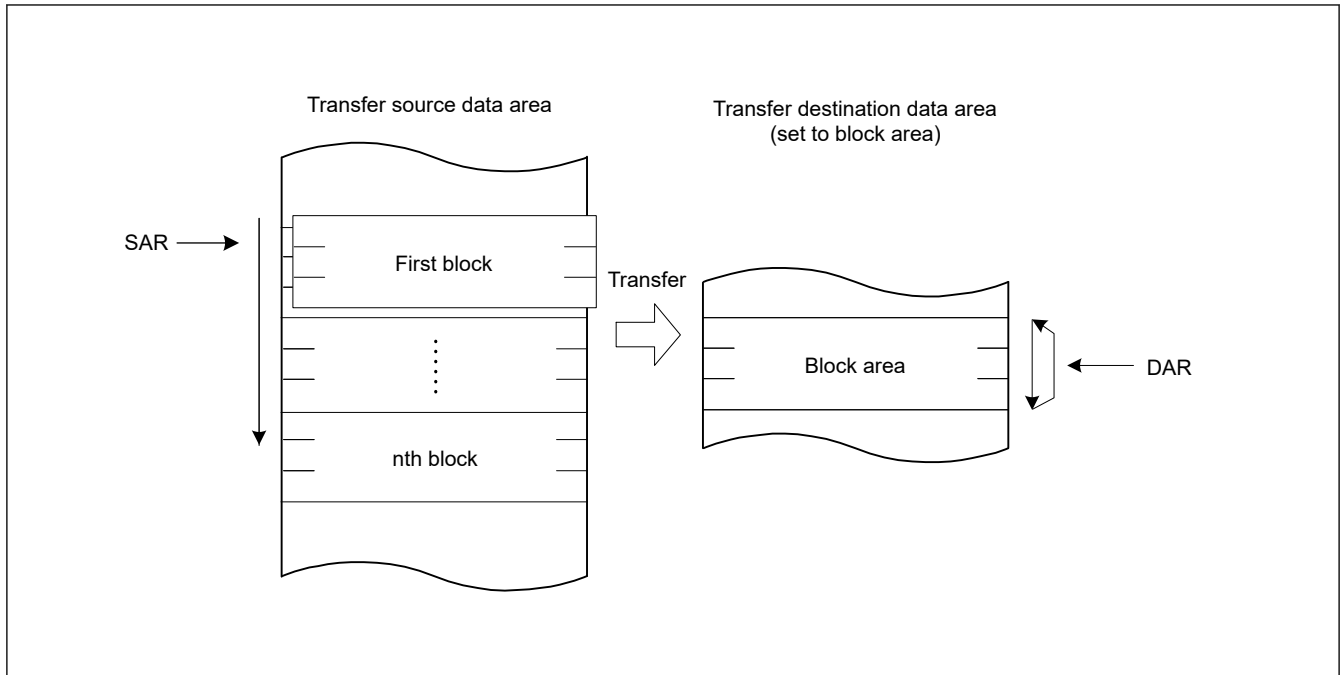 Transfer source data area
Transfer destination data area
(set to block area)
SAR
First block
Transfer
Block area
DAR
nth block